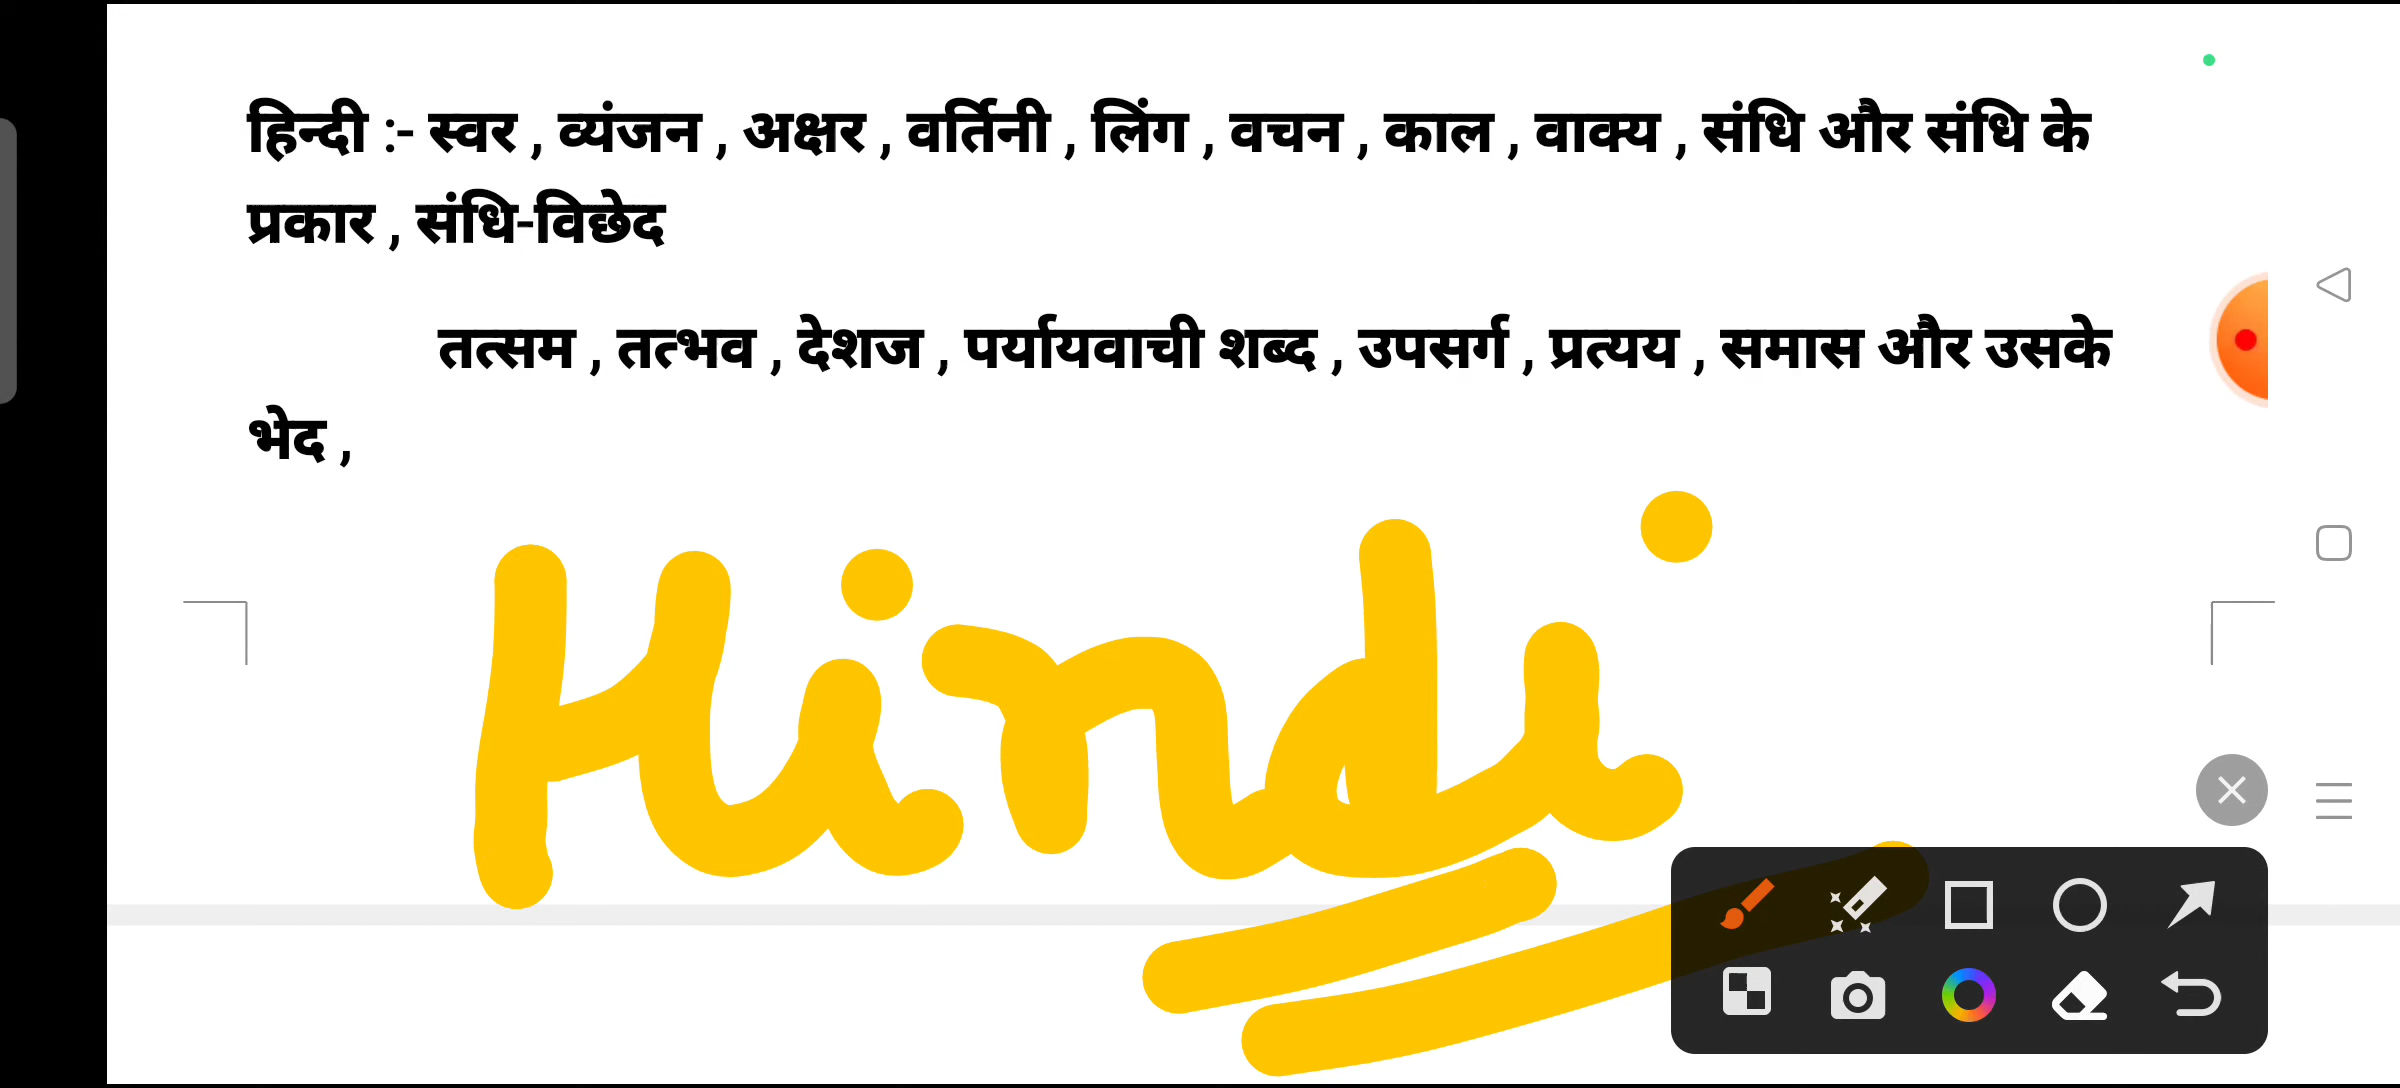 हिन्दी :- स्वर , व्यंजन , अक्षर , वर्तिनी , लिंग , वचन , काल , वाक्य , संधि और संधि के
प्रकार , संधि-विछेद
तत्सम , तत्भव , देशज , पर्यायवाची शब्द , उपसर्ग , प्रत्यय , समास और उसके
भेद ,
Hindi